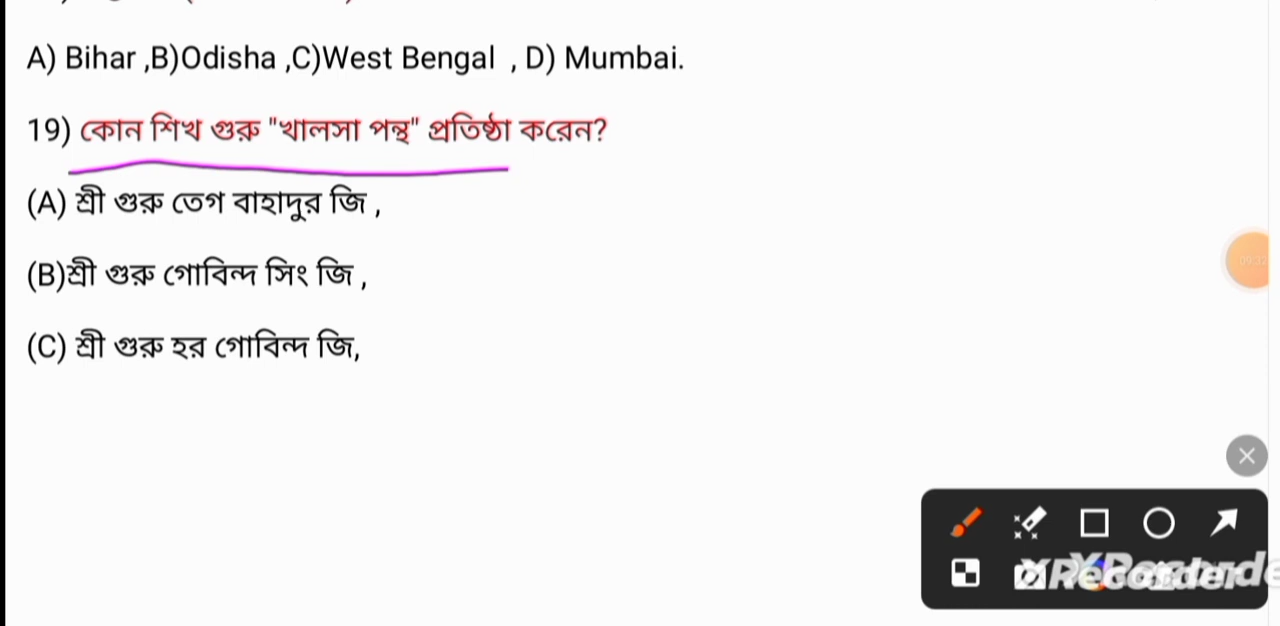 A) Bihar ,B)Odisha ,C)West Bengal , D) Mumbai.
19) কোন শিখ গুরু "খালসা পন্থ" প্রতিষ্ঠা করেন?
(A) শ্রী গুরু তেগ বাহাদুর জি ,
(B)শ্রী গুরু গোবিন্দ সিং জি ,
(C) শ্রী গুরু হর গোবিন্দ জি,